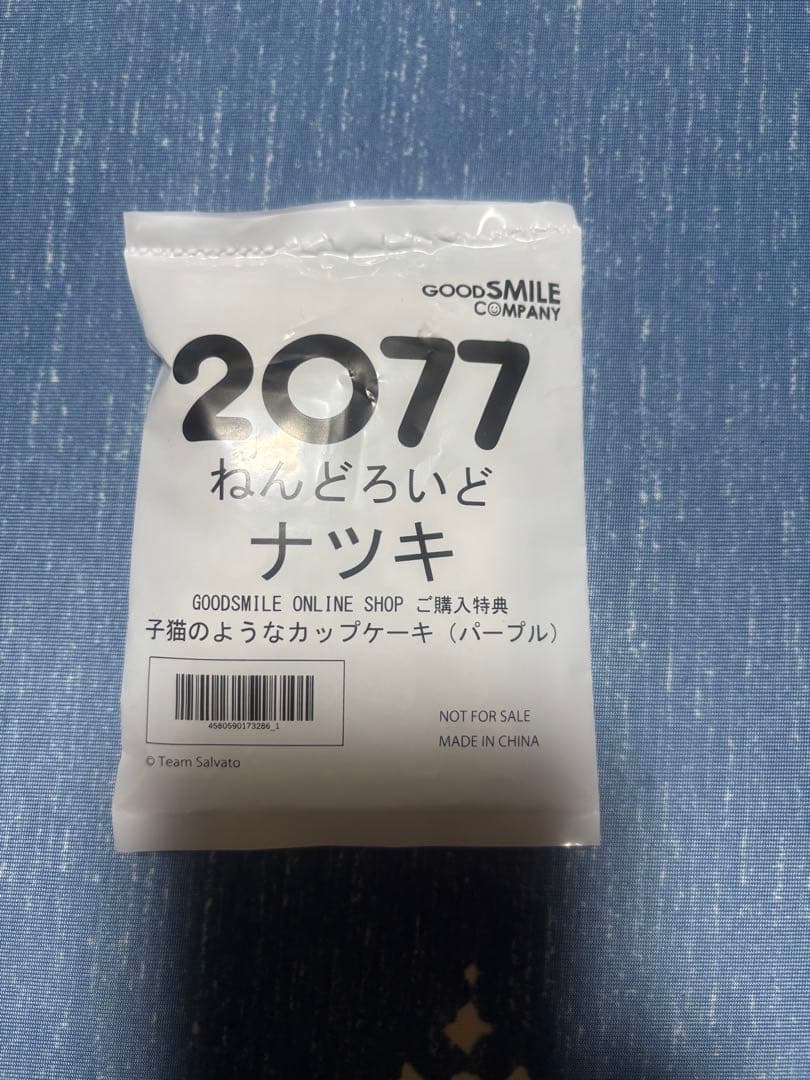 GOODSMILE
COMPANY
2077
ねんどろいど
ナツキ
GOODSMILE ONLINE SHOP ご購入特典
子猫のようなカップケーキ（パープル）
4580590173286_1
NOT FOR SALE
MADE IN CHINA
© Team Salvato